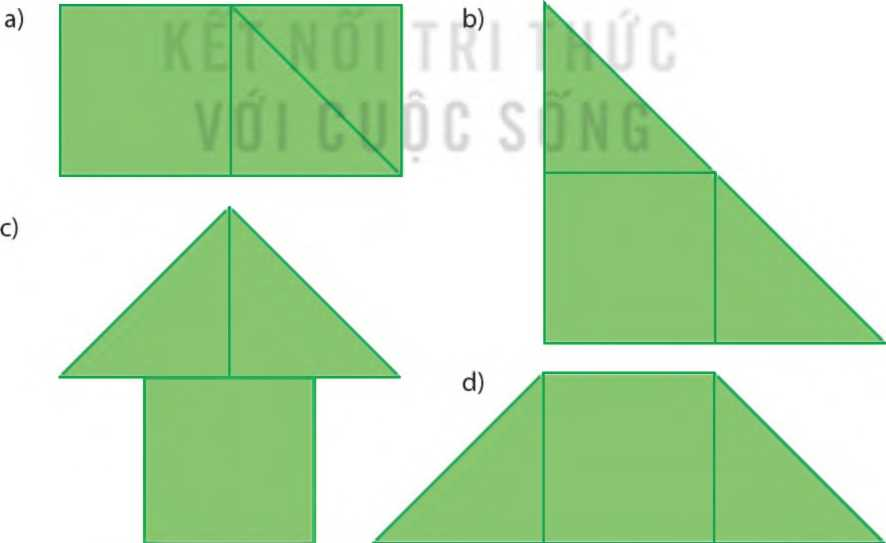 a)
b)
KẾT NỐI TRI THỨC
VỚI CUỘC SỐNG
c)
d)